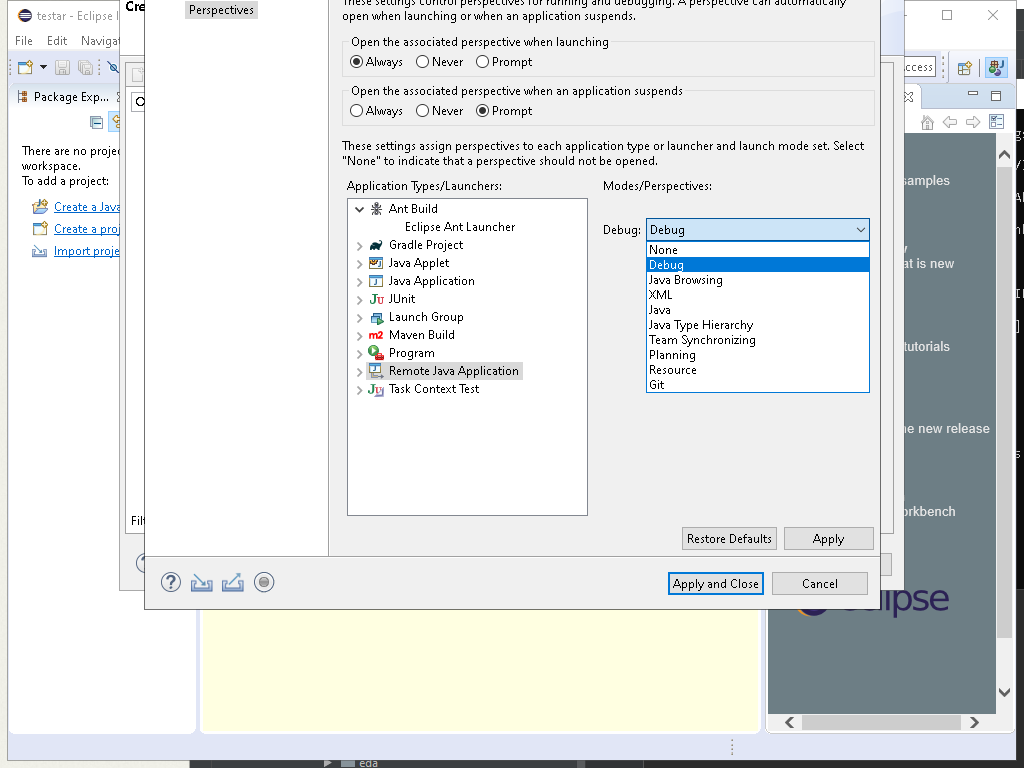 testar - Eclipse I
Cre
Perspectives
These settings control perspectives for running and debugging. A perspective can automatically
open when launching or when an application suspends.
File Edit Navigat
Open the associated perspective when launching
Always Never Prompt
Open the associated perspective when an application suspends
Always Never Prompt
These settings assign perspectives to each application type or launcher and launch mode set. Select
"None" to indicate that a perspective should not be opened.
Package Exp...
There are no proje
workspace.
To add a project:
Create a Java
Create a proj
Import proje
Application Types/Launchers:
Ant Build
Eclipse Ant Launcher
Gradle Project
Java Applet
Java Application
Ju JUnit
Launch Group
m2 Maven Build
Program
Remote Java Application
Ju Task Context Test
Modes/Perspectives:
Debug: Debug
None
Debug
Java Browsing
XML
Java
Java Type Hierarchy
Team Synchronizing
Planning
Resource
Git
Filt
Restore Defaults Apply
Apply and Close Cancel
ccess
samples
at is new
tutorials
ne new release
orkbench
eclipse
eda